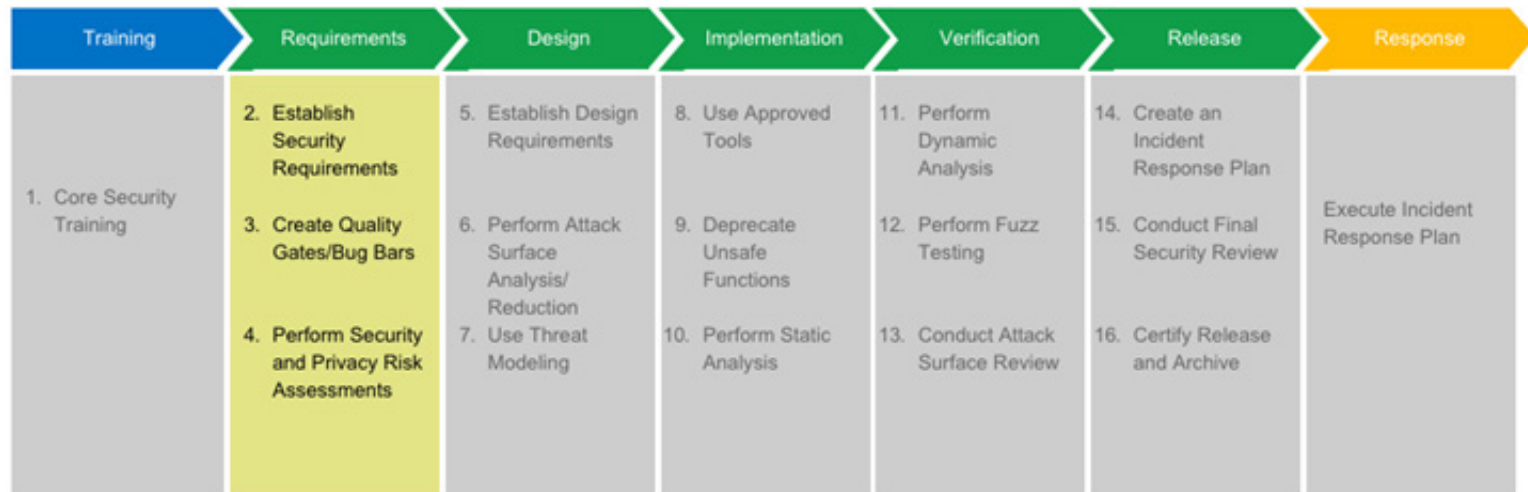 Training
Requirements
Design
Implementation
Verification
Release
Response
1. Core Security
Training
2. Establish
Security
Requirements
3. Create Quality
Gates/Bug Bars
4. Perform Security
and Privacy Risk
Assessments
5. Establish Design
Requirements
6. Perform Attack
Surface
Analysis/
Reduction
7. Use Threat
Modeling
8. Use Approved
Tools
9. Deprecate
Unsafe
Functions
10. Perform Static
Analysis
11. Perform
Dynamic
Analysis
12. Perform Fuzz
Testing
13. Conduct Attack
Surface Review
14. Create an
Incident
Response Plan
15. Conduct Final
Security Review
16. Certify Release
and Archive
Execute Incident
Response Plan